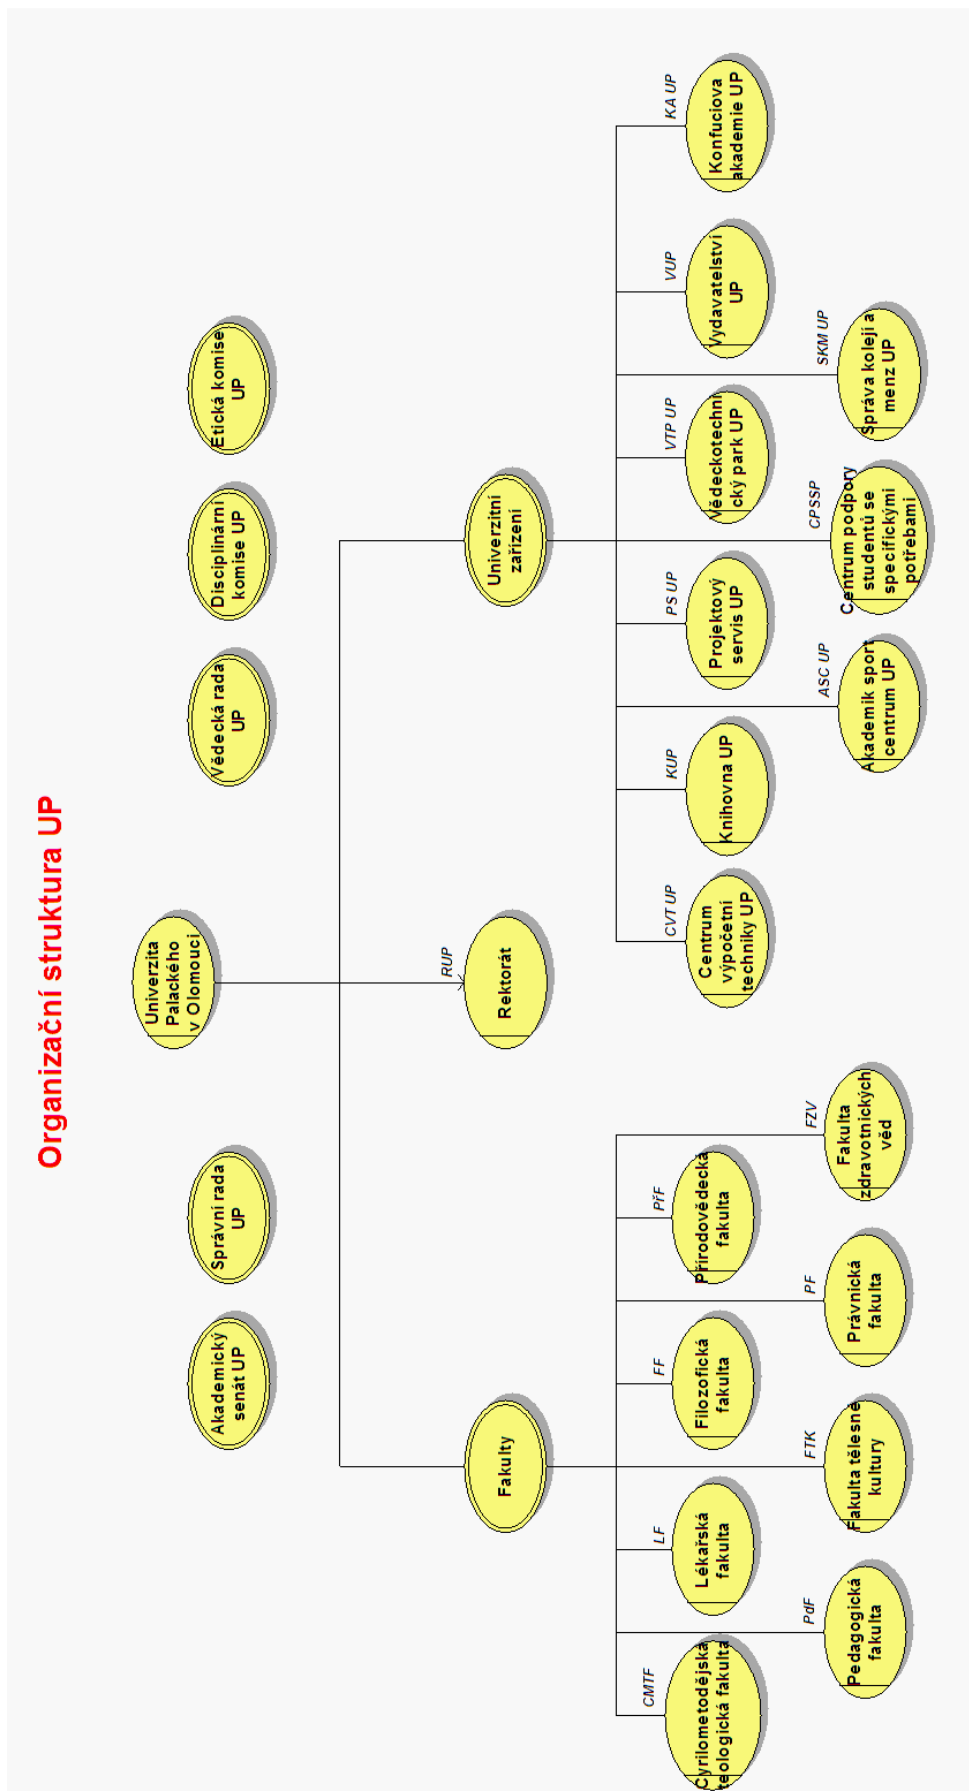 Organizační struktura UP
Univerzita
Palackého
v Olomouci
Akademický
senát UP
Správní rada
UP
Vědecká rada
UP
Disciplinární
komise UP
Etická komise
UP
RUP
Fakulty
Rektorát
Univerzitní
zařízení
CMTF
Cyrilometodějská
teologická fakulta
LF
Lékařská
fakulta
FF
Filozofická
fakulta
PřF
Přírodovědecká
fakulta
CVT UP
Centrum
výpočetní
techniky UP
KUP
Knihovna UP
PS UP
Projektový
servis UP
VTP UP
Vědeckotechni
cký park UP
VUP
Vydavatelství
UP
KA UP
Konfuciova
akademie UP
PdF
Pedagogická
fakulta
FTK
Fakulta tělesné
kultury
PF
Právnická
fakulta
FZV
Fakulta
zdravotnických
věd
ASC UP
Akademik sport
centrum UP
CPSSP
Centrum podpory
studentů se
specifickými
potřebami
SKM UP
Správa kolejí a
menz UP